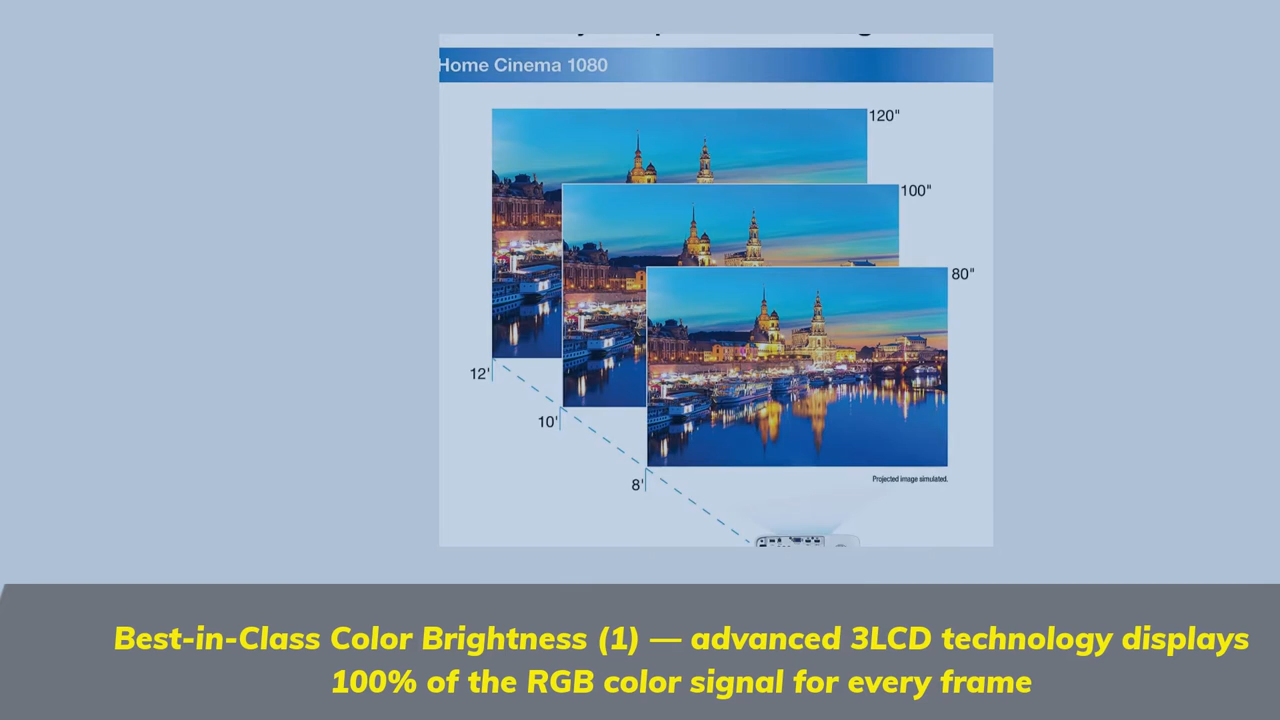 Home Cinema 1080
120"
100"
80"
12'
10'
8'
Projected image simulated.
Best-in-Class Color Brightness (1) — advanced 3LCD technology displays
100% of the RGB color signal for every frame